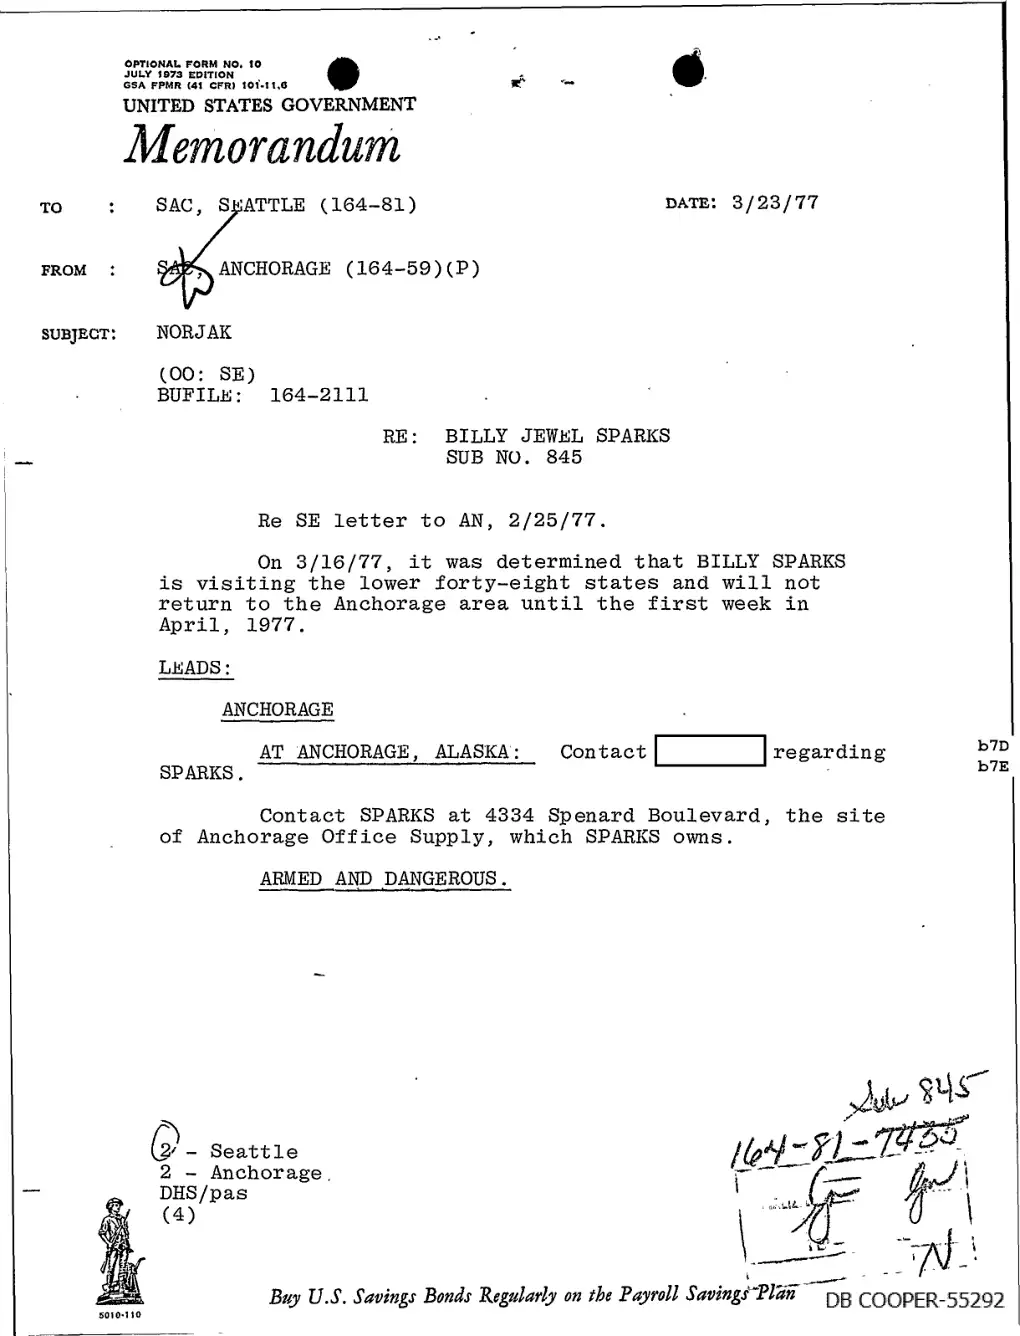 OPTIONAL FORM NO. 10
JULY 1973 EDITION
GSA FPMR (41 CFR) 101-11.6
UNITED STATES GOVERNMENT
Memorandum
TO : SAC, SEATTLE (164-81) DATE: 3/23/77
FROM : SAC, ANCHORAGE (164-59)(P)
SUBJECT: NORJAK
(OO: SE)
BUFILE: 164-2111
RE: BILLY JEWEL SPARKS
SUB NO. 845
Re SE letter to AN, 2/25/77.
On 3/16/77, it was determined that BILLY SPARKS
is visiting the lower forty-eight states and will not
return to the Anchorage area until the first week in
April, 1977.
LEADS:
ANCHORAGE
AT ANCHORAGE, ALASKA: Contact regarding
b7D
b7E
SPARKS.
Contact SPARKS at 4334 Spenard Boulevard, the site
of Anchorage Office Supply, which SPARKS owns.
ARMED AND DANGEROUS.
Sub 845
2 - Seattle
164-81-7435
2 - Anchorage
DHS/pas
(4)
N
5010-110
Buy U.S. Savings Bonds Regularly on the Payroll Savings Plan
DB COOPER-55292